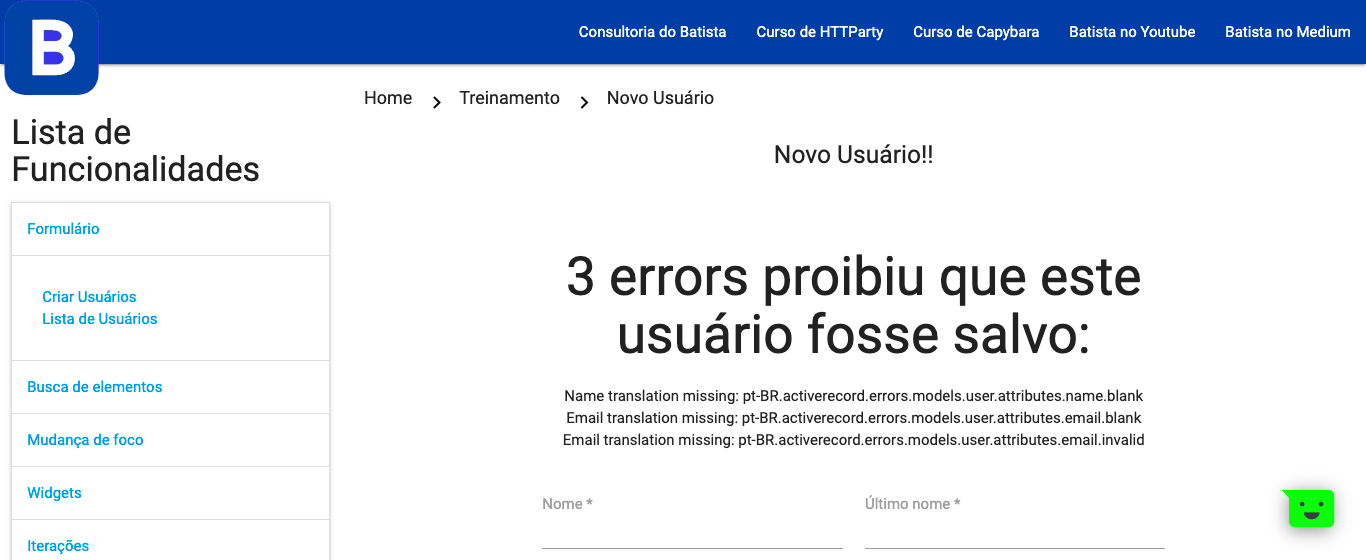 B
Consultoria do Batista
Curso de HTTParty
Curso de Capybara
Batista no Youtube
Batista no Medium
Lista de
Funcionalidades
Formulário
Criar Usuários
Lista de Usuários
Busca de elementos
Mudança de foco
Widgets
Iterações
Home
Treinamento
Novo Usuário
Novo Usuário!!
3 errors proibiu que este
usuário fosse salvo:
Name translation missing: pt-BR.activerecord.errors.models.user.attributes.name.blank
Email translation missing: pt-BR.activerecord.errors.models.user.attributes.email.blank
Email translation missing: pt-BR.activerecord.errors.models.user.attributes.email.invalid
Nome *
Último nome *